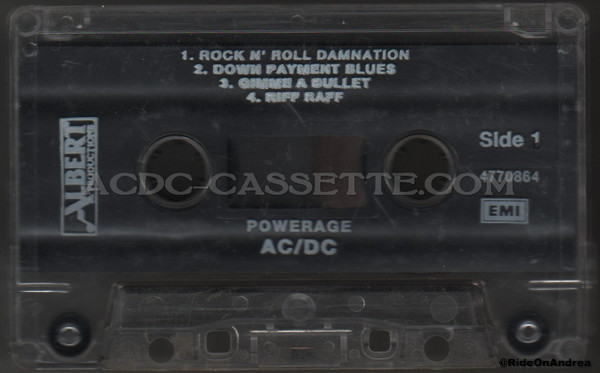 1. ROCK N' ROLL DAMNATION
2. DOWN PAYMENT BLUES
3. GIMME A BULLET
4. RIFF RAFF
ALBERT
PRODUCTIONS
Side 1
4770864
EMI
ACDC-CASSETTE.COM
POWERAGE
AC/DC
@RideOnAndrea